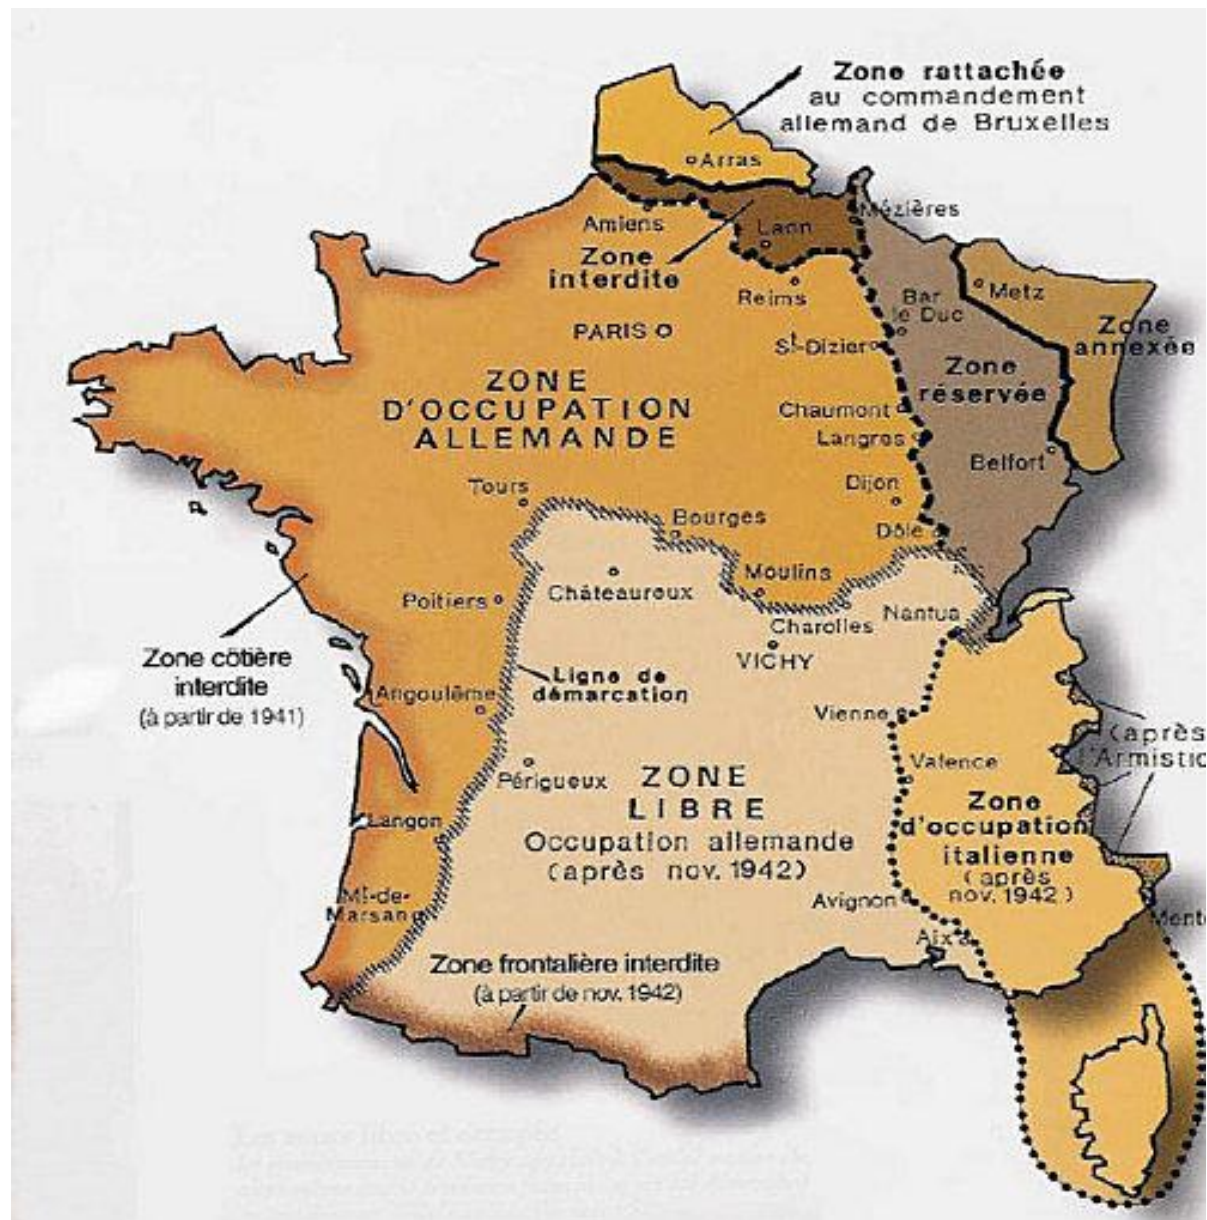 Zone rattachée
au commandement
allemand de Bruxelles
Arras
Mézières
Amiens
Laon
Zone
interdite
Reims
Metz
Bar
le Duc
Zone
annexée
PARIS
St-Dizier
Zone
réservée
ZONE
D'OCCUPATION
ALLEMANDE
Chaumont
Langres
Belfort
Tours
Dijon
Bourges
Dôle
Châteauroux
Moulins
Poitiers
Charolles
Nantua
VICHY
Zone côtière
interdite
(à partir de 1941)
Ligne de
démarcation
Angoulême
Vienne
(après
l'Armistic
Périgueux
Valence
ZONE
LIBRE
Occupation allemande
(après nov. 1942)
Zone
d'occupation
italienne
(après
nov. 1942)
Langon
Mt-de-
Marsan
Avignon
Aix
Mento
Zone frontalière interdite
(à partir de nov. 1942)